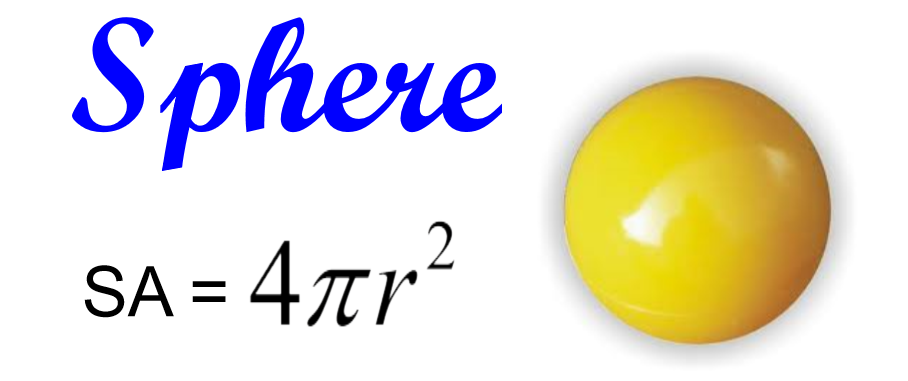 Sphere
SA = 4πr²